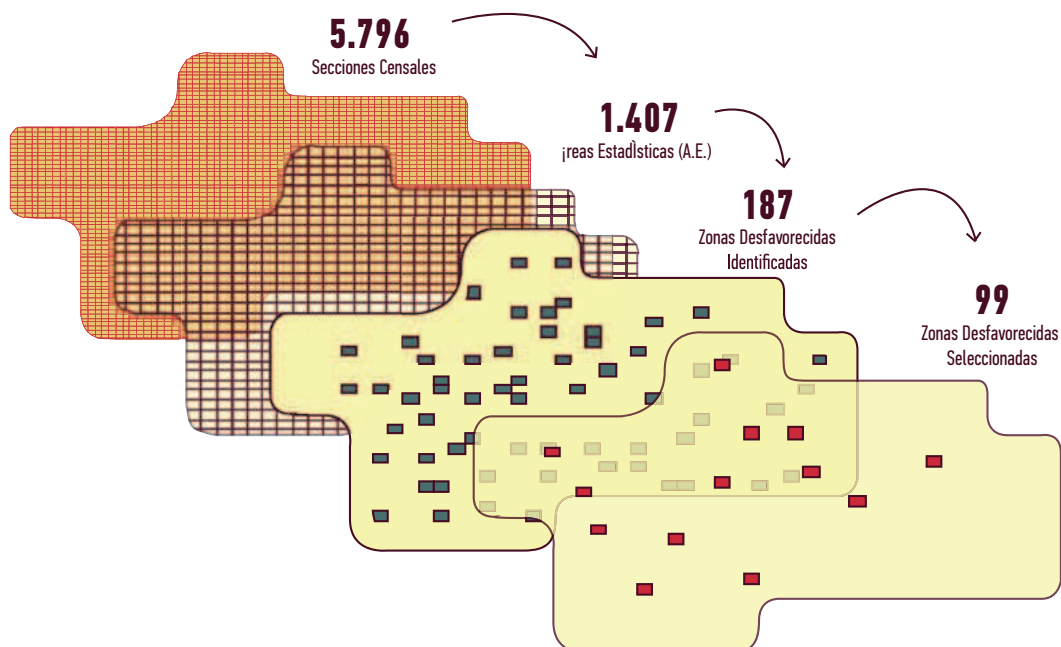 5.796
Secciones Censales
1.407
¡reas EstadÌsticas (A.E.)
187
Zonas Desfavorecidas
Identificadas
99
Zonas Desfavorecidas
Seleccionadas